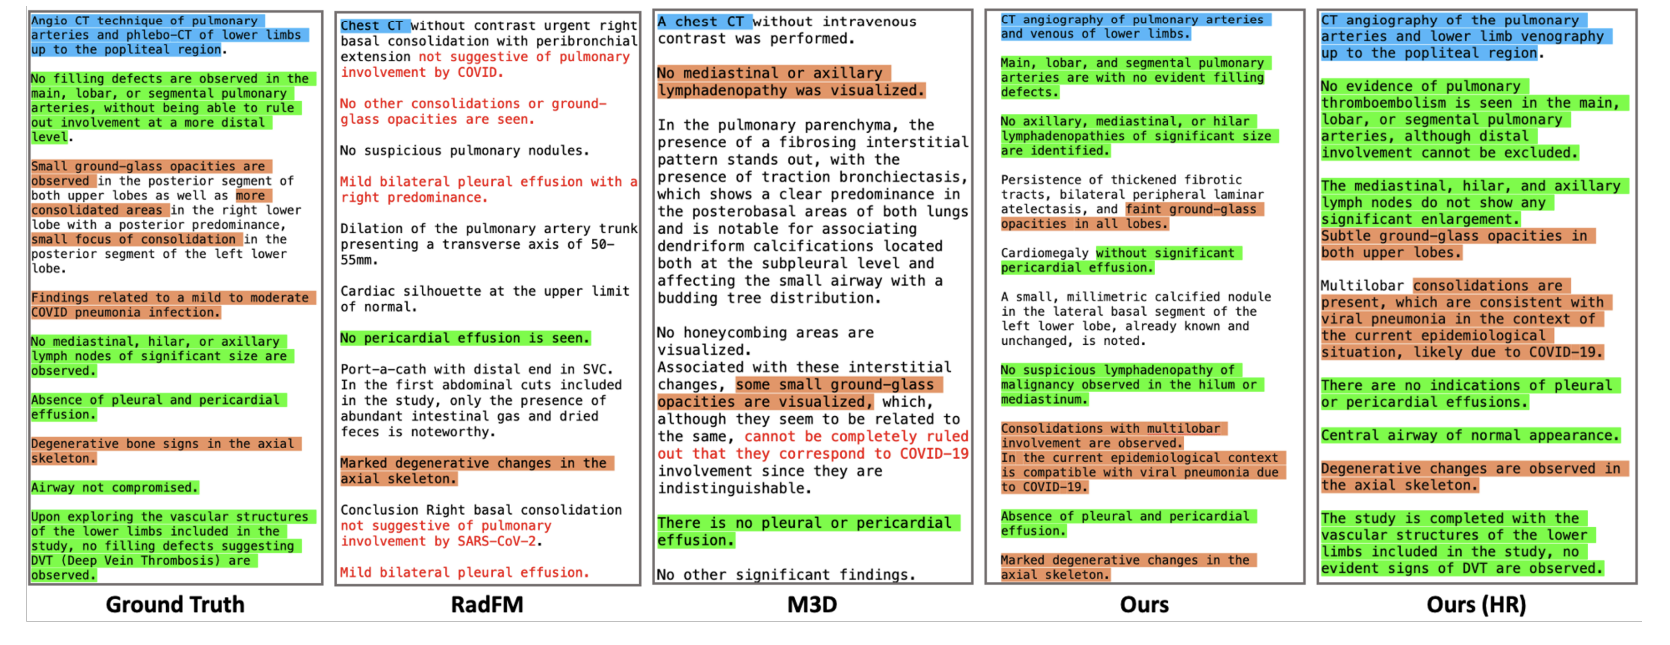 Angio CT technique of pulmonary
arteries and phlebo-CT of lower limbs
up to the popliteal region.
No filling defects are observed in the
main, lobar, or segmental pulmonary
arteries, without being able to rule
out involvement at a more distal
level.
Small ground-glass opacities are
observed in the posterior segment of
both upper lobes as well as more
consolidated areas in the right lower
lobe with a posterior predominance,
small focus of consolidation in the
posterior segment of the left lower
lobe.
Findings related to a mild to moderate
COVID pneumonia infection.
No mediastinal, hilar, or axillary
lymph nodes of significant size are
observed.
Absence of pleural and pericardial
effusion.
Degenerative bone signs in the axial
skeleton.
Airway not compromised.
Upon exploring the vascular structures
of the lower limbs included in the
study, no filling defects suggesting
DVT (Deep Vein Thrombosis) are
observed.
Ground Truth
Chest CT without contrast urgent right
basal consolidation with peribronchial
extension not suggestive of pulmonary
involvement by COVID.
No other consolidations or ground-
glass opacities are seen.
No suspicious pulmonary nodules.
Mild bilateral pleural effusion with a
right predominance.
Dilation of the pulmonary artery trunk
presenting a transverse axis of 50-
55mm.
Cardiac silhouette at the upper limit
of normal.
No pericardial effusion is seen.
Port-a-cath with distal end in SVC.
In the first abdominal cuts included
in the study, only the presence of
abundant intestinal gas and dried
feces is noteworthy.
Marked degenerative changes in the
axial skeleton.
Conclusion Right basal consolidation
not suggestive of pulmonary
involvement by SARS-CoV-2.
Mild bilateral pleural effusion.
RadFM
A chest CT without intravenous
contrast was performed.
No mediastinal or axillary
lymphadenopathy was visualized.
In the pulmonary parenchyma, the
presence of a fibrosing interstitial
pattern stands out, with the
presence of traction bronchiectasis,
which shows a clear predominance in
the posterobasal areas of both lungs
and is notable for associating
dendriform calcifications located
both at the subpleural level and
affecting the small airway with a
budding tree distribution.
No honeycombing areas are
visualized.
Associated with these interstitial
changes, some small ground-glass
opacities are visualized, which,
although they seem to be related to
the same, cannot be completely ruled
out that they correspond to COVID-19
involvement since they are
indistinguishable.
There is no pleural or pericardial
effusion.
No other significant findings.
M3D
CT angiography of pulmonary arteries
and venous of lower limbs.
Main, lobar, and segmental pulmonary
arteries are with no evident filling
defects.
No axillary, mediastinal, or hilar
lymphadenopathies of significant size
are identified.
Persistence of thickened fibrotic
tracts, bilateral peripheral laminar
atelectasis, and faint ground-glass
opacities in all lobes.
Cardiomegaly without significant
pericardial effusion.
A small, millimetric calcified nodule
in the lateral basal segment of the
left lower lobe, already known and
unchanged, is noted.
No suspicious lymphadenopathy of
malignancy observed in the hilum or
mediastinum.
Consolidations with multilobar
involvement are observed.
In the current epidemiological context
is compatible with viral pneumonia due
to COVID-19.
Absence of pleural and pericardial
effusion.
Marked degenerative changes in the
axial skeleton.
Ours
CT angiography of the pulmonary
arteries and lower limb venography
up to the popliteal region.
No evidence of pulmonary
thromboembolism is seen in the main,
lobar, or segmental pulmonary
arteries, although distal
involvement cannot be excluded.
The mediastinal, hilar, and axillary
lymph nodes do not show any
significant enlargement.
Subtle ground-glass opacities in
both upper lobes.
Multilobar consolidations are
present, which are consistent with
viral pneumonia in the context of
the current epidemiological
situation, likely due to COVID-19.
There are no indications of pleural
or pericardial effusions.
Central airway of normal appearance.
Degenerative changes are observed in
the axial skeleton.
The study is completed with the
vascular structures of the lower
limbs included in the study, no
evident signs of DVT are observed.
Ours (HR)